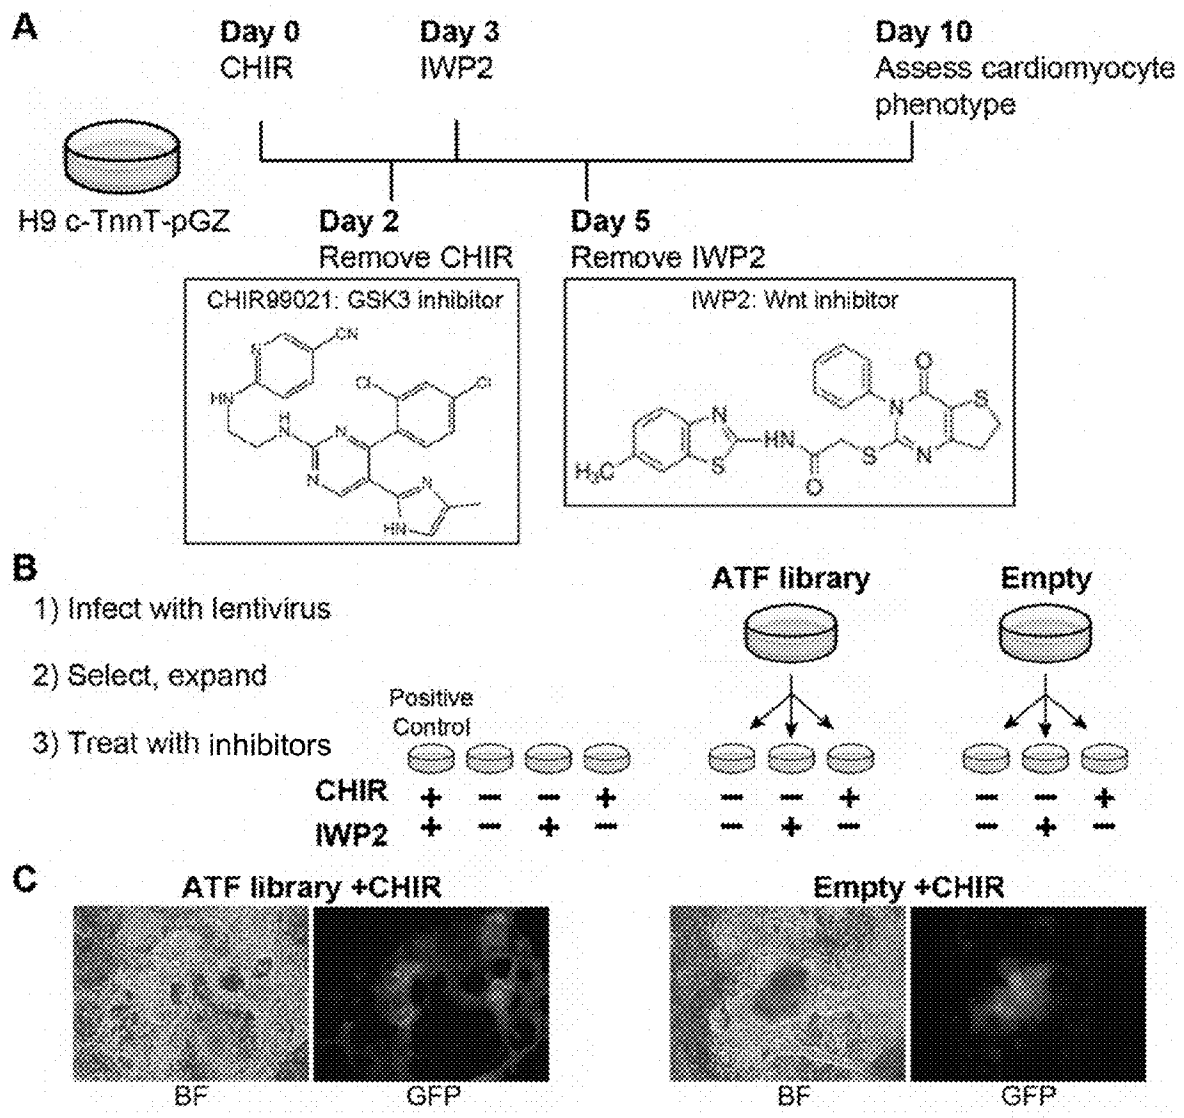 A
Day 0
CHIR
Day 3
IWP2
Day 10
Assess cardiomyocyte
phenotype
H9 c-TnnT-pGZ
Day 2
Remove CHIR
Day 5
Remove IWP2
CHIR99021: GSK3 inhibitor
N
CN
HN
H
N
Cl
Cl
N
N
N
HN
IWP2: Wnt inhibitor
O
N
S
N
HN
S
N
S
H₃C
O
B
1) Infect with lentivirus
2) Select, expand
3) Treat with inhibitors
Positive
Control
ATF library
Empty
CHIR + − − + − − + − − +
IWP2 + − + − − + − − + −
C
ATF library +CHIR
Empty +CHIR
BF
GFP
BF
GFP